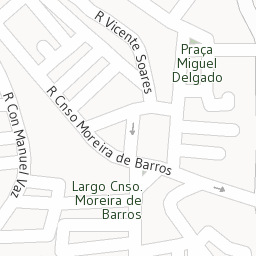 R Vicente Soares
Praça
Miguel
Delgado
R Cnso Moreira de Barros
R Con Manuel Vaz
Largo Cnso.
Moreira de
Barros